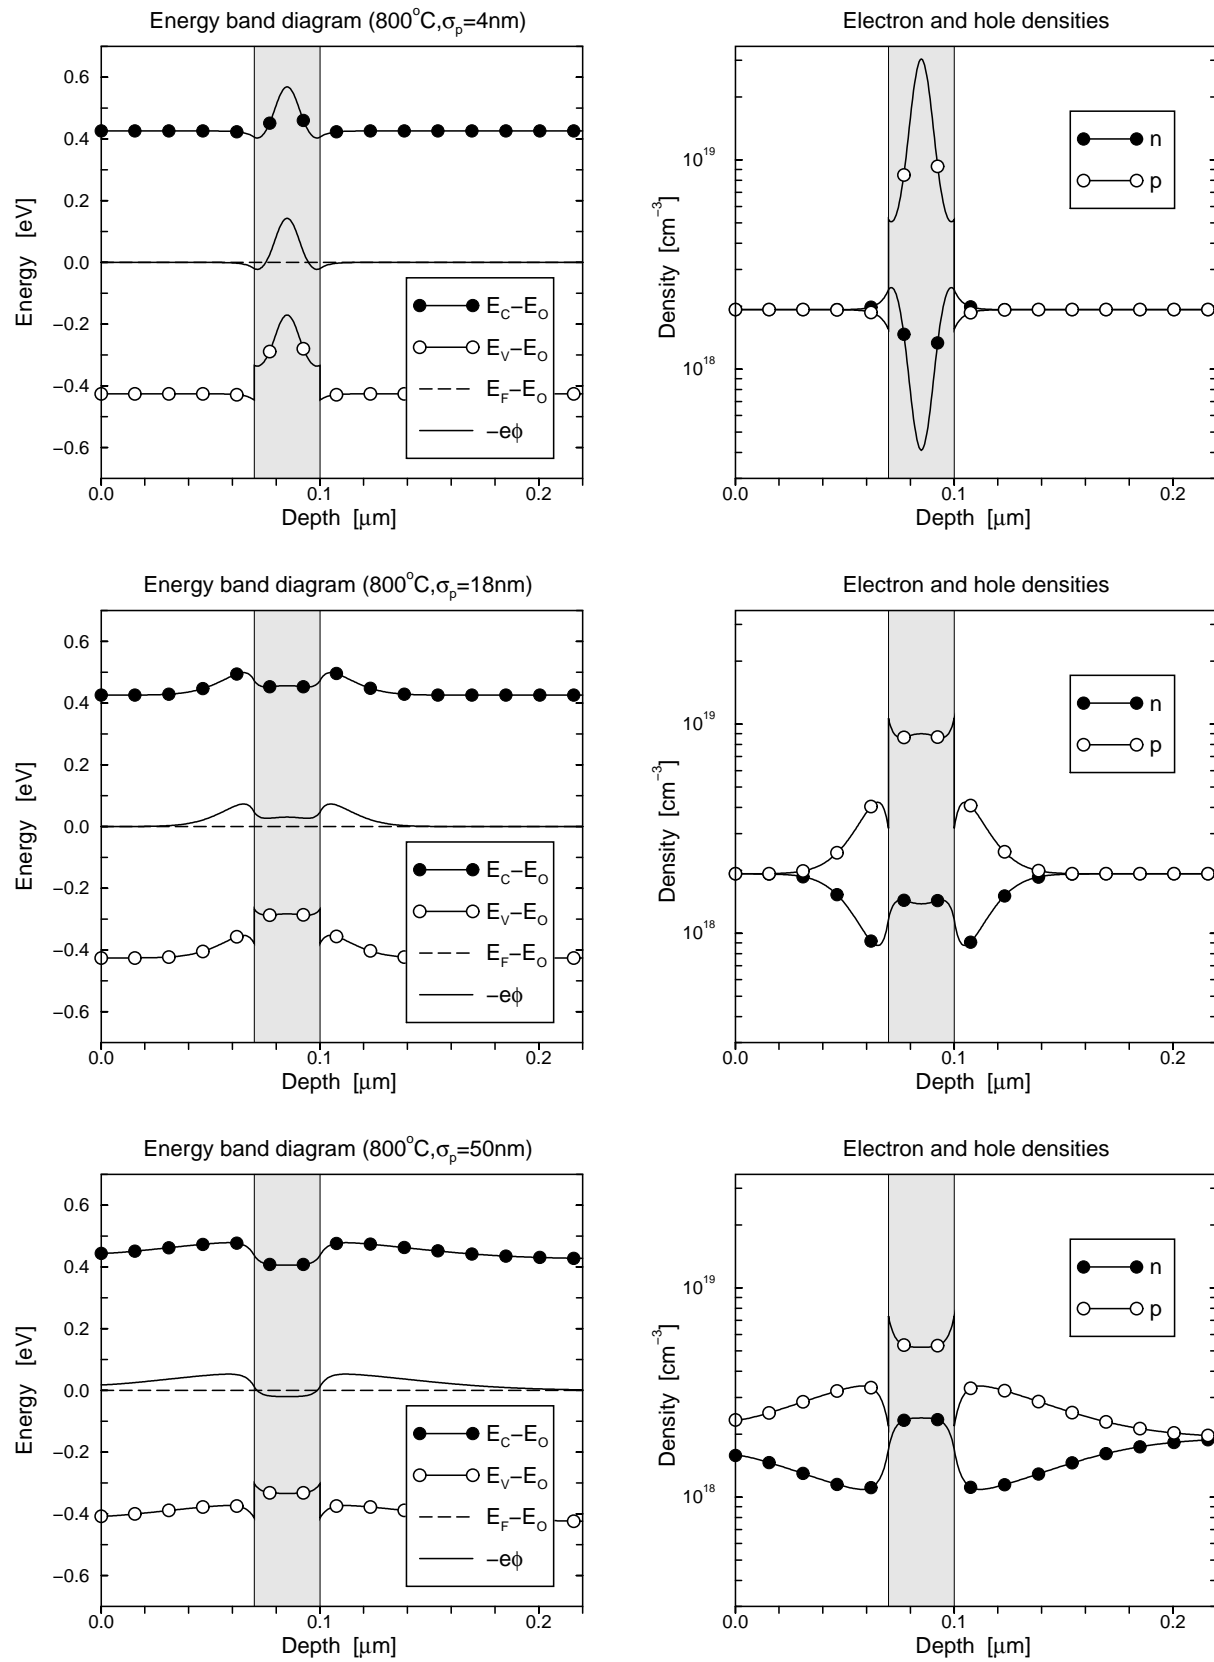 Energy band diagram (800°C,σp=4nm)
Energy [eV]
0.6
0.4
0.2
0.0
−0.2
−0.4
−0.6
EC−EO
EV−EO
EF−EO
−eϕ
0.0 0.1 0.2
Depth [μm]
Electron and hole densities
Density [cm−3]
10^19
10^18
n
p
0.0 0.1 0.2
Depth [μm]
Energy band diagram (800°C,σp=18nm)
Energy [eV]
0.6
0.4
0.2
0.0
−0.2
−0.4
−0.6
EC−EO
EV−EO
EF−EO
−eϕ
0.0 0.1 0.2
Depth [μm]
Electron and hole densities
Density [cm−3]
10^19
10^18
n
p
0.0 0.1 0.2
Depth [μm]
Energy band diagram (800°C,σp=50nm)
Energy [eV]
0.6
0.4
0.2
0.0
−0.2
−0.4
−0.6
EC−EO
EV−EO
EF−EO
−eϕ
0.0 0.1 0.2
Depth [μm]
Electron and hole densities
Density [cm−3]
10^19
10^18
n
p
0.0 0.1 0.2
Depth [μm]